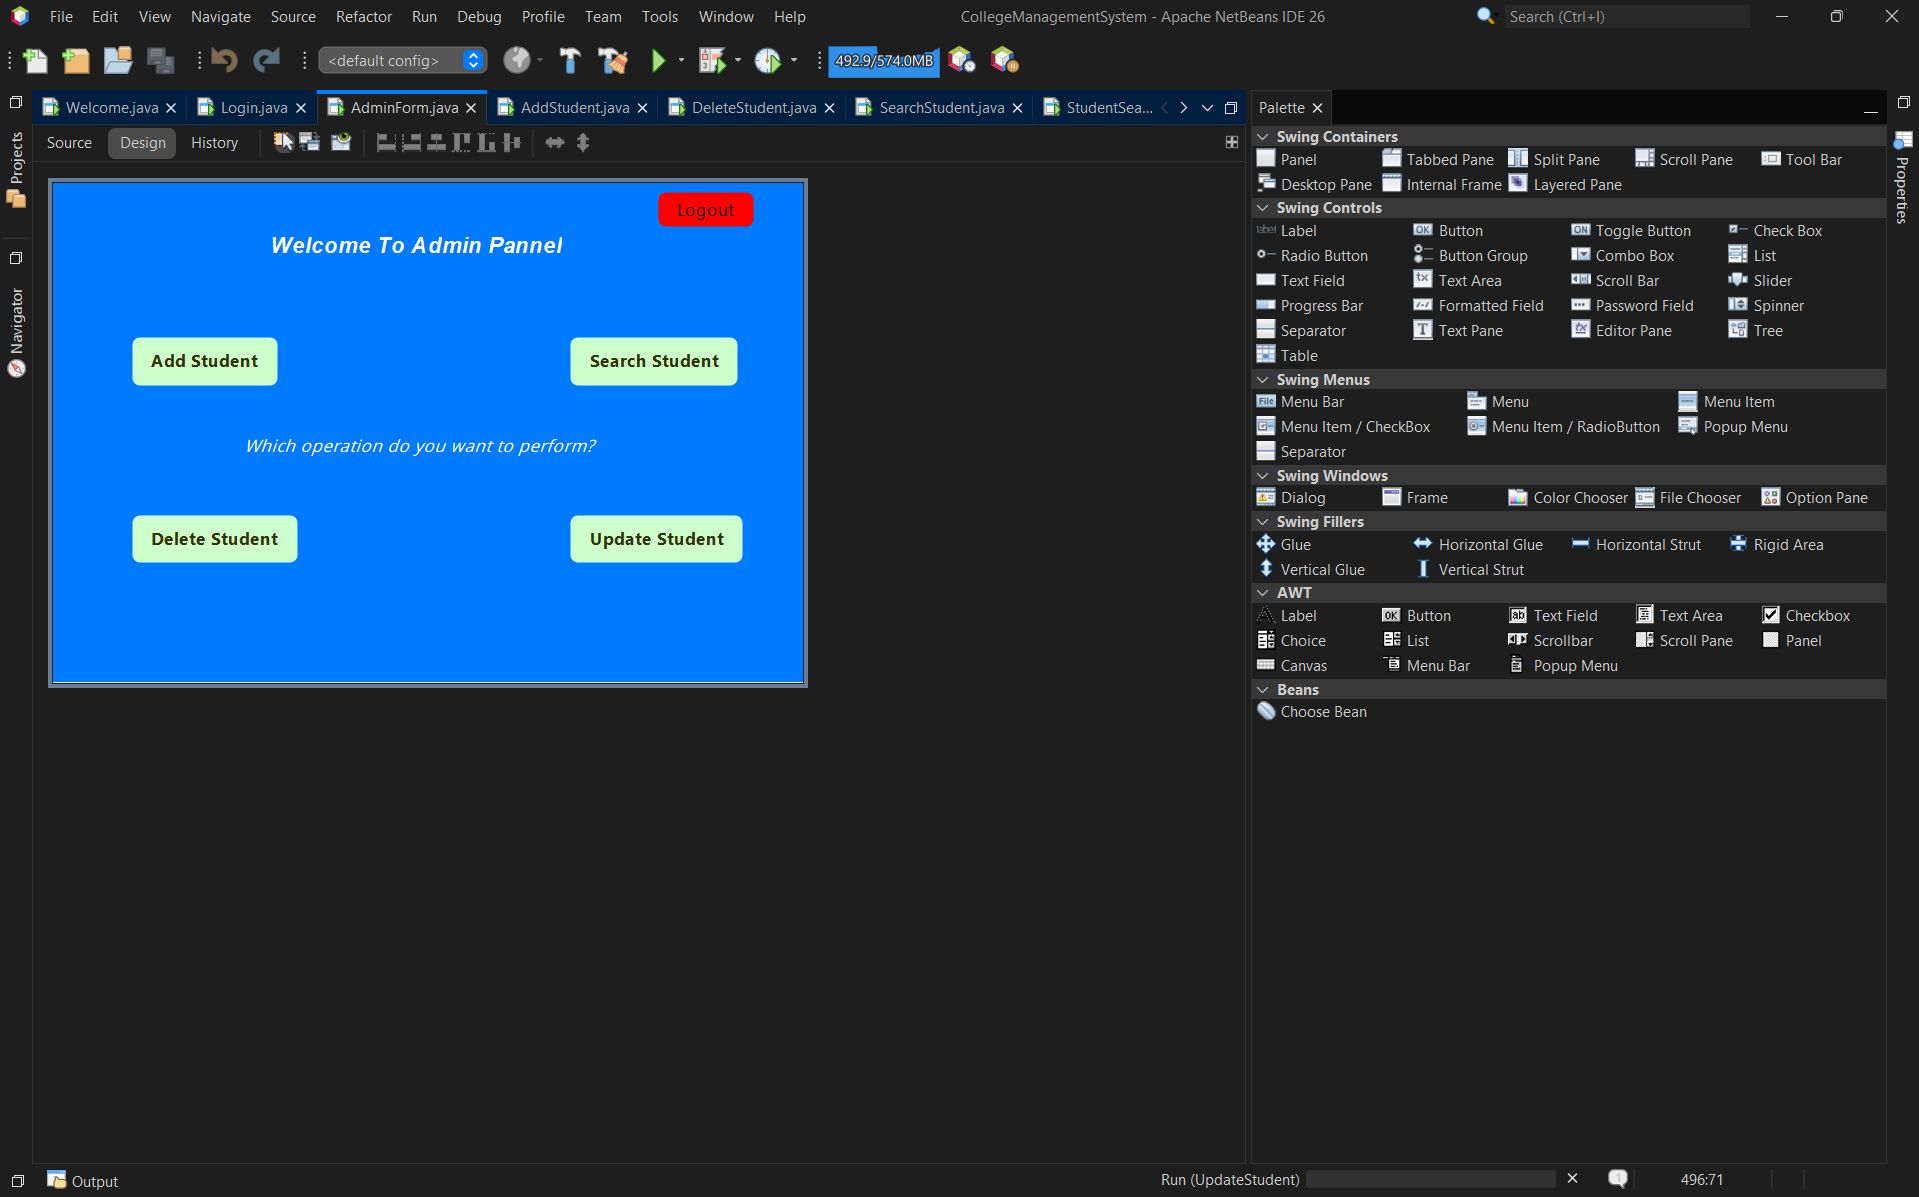 File Edit View Navigate Source Refactor Run Debug Profile Team Tools Window Help CollegeManagementSystem - Apache NetBeans IDE 26 Search (Ctrl+I)
<default config> 492.9/574.0MB
Welcome.java Login.java AdminForm.java AddStudent.java DeleteStudent.java SearchStudent.java StudentSea... Palette
Source Design History
Projects
Navigator
Logout
Welcome To Admin Pannel
Add Student
Search Student
Which operation do you want to perform?
Delete Student
Update Student
Swing Containers
Panel Tabbed Pane Split Pane Scroll Pane Tool Bar
Desktop Pane Internal Frame Layered Pane
Swing Controls
label Label OK Button ON Toggle Button Check Box
Radio Button Button Group Combo Box List
Text Field Text Area Scroll Bar Slider
Progress Bar Formatted Field Password Field Spinner
Separator Text Pane Editor Pane Tree
Table
Swing Menus
File Menu Bar Menu Menu Item
Menu Item / CheckBox Menu Item / RadioButton Popup Menu
Separator
Swing Windows
Dialog Frame Color Chooser File Chooser Option Pane
Swing Fillers
Glue Horizontal Glue Horizontal Strut Rigid Area
Vertical Glue Vertical Strut
AWT
Label OK Button Text Field Text Area Checkbox
Choice List Scrollbar Scroll Pane Panel
Canvas Menu Bar Popup Menu
Beans
Choose Bean
Properties
Output Run (UpdateStudent) 1 496:71